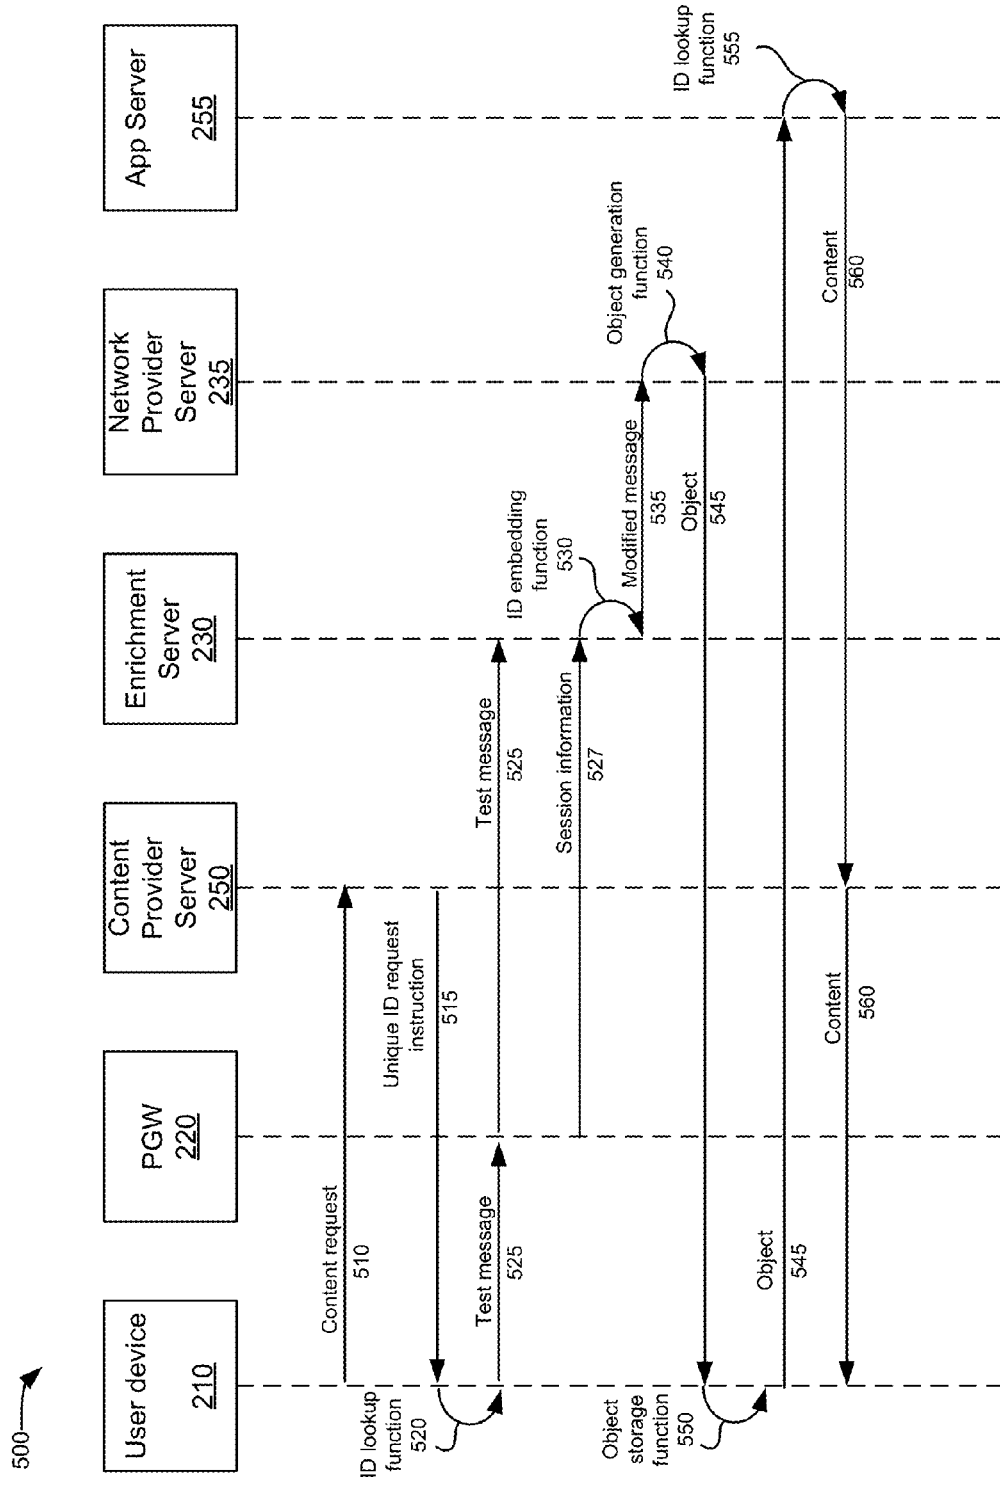 500
User device
210
PGW
220
Content
Provider
Server
250
Enrichment
Server
230
Network
Provider
Server
235
App Server
255
Content request
510
Unique ID request
instruction
515
ID lookup
function
520
Test message
525
Test message
525
Session information
527
ID embedding
function
530
Modified message
535
Object generation
function
540
Object
545
Object
storage
function
550
Object
545
ID lookup
function
555
Content
560
Content
560